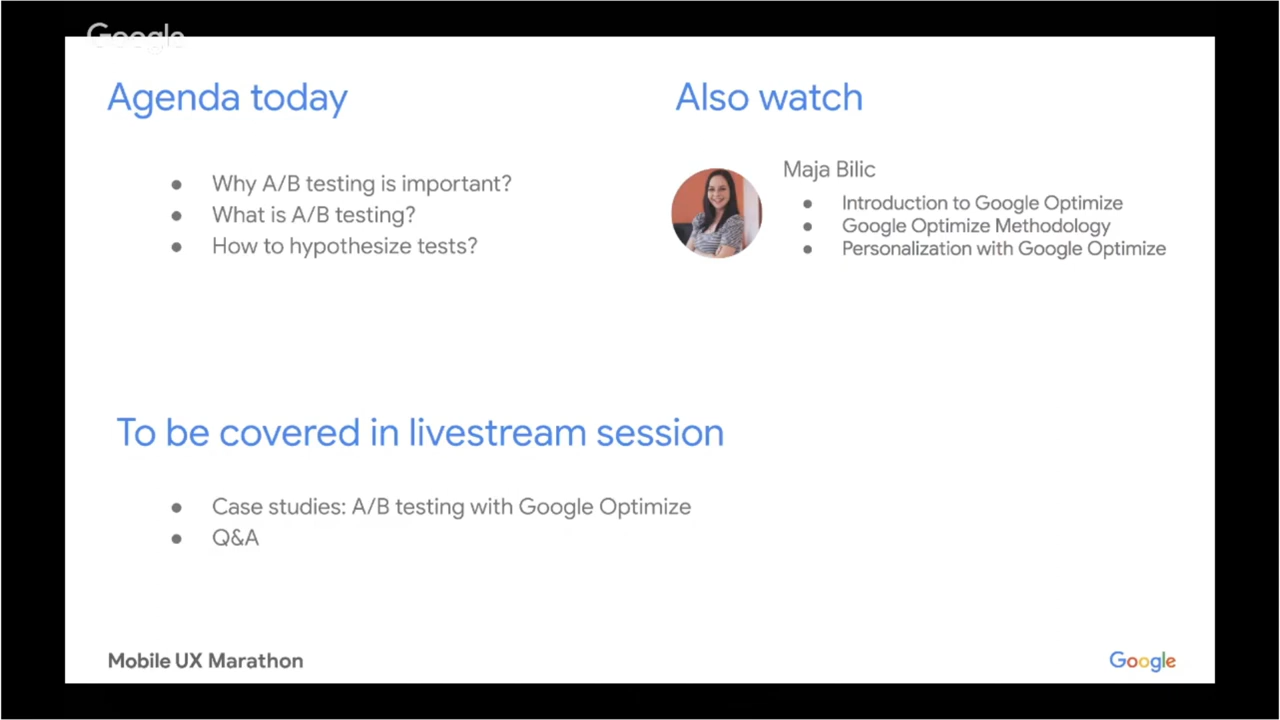 Google
Agenda today
Why A/B testing is important?
What is A/B testing?
How to hypothesize tests?
Also watch
Maja Bilic
Introduction to Google Optimize
Google Optimize Methodology
Personalization with Google Optimize
To be covered in livestream session
Case studies: A/B testing with Google Optimize
Q&A
Mobile UX Marathon
Google